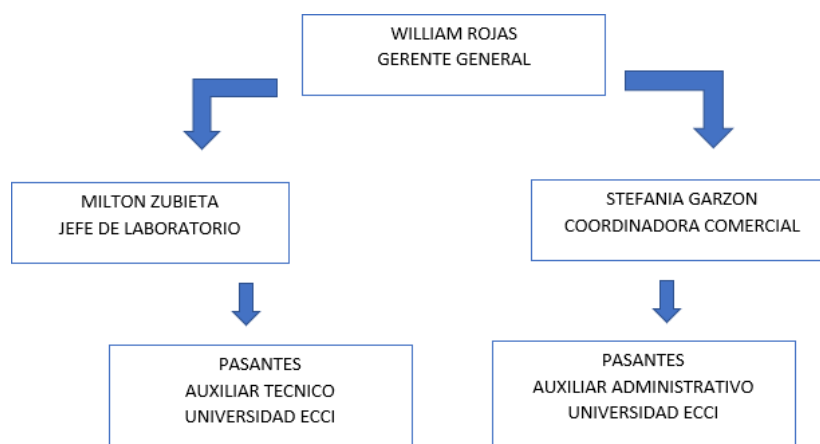 WILLIAM ROJAS
GERENTE GENERAL
MILTON ZUBIETA
JEFE DE LABORATORIO
STEFANIA GARZON
COORDINADORA COMERCIAL
PASANTES
AUXILIAR TECNICO
UNIVERSIDAD ECCI
PASANTES
AUXILIAR ADMINISTRATIVO
UNIVERSIDAD ECCI